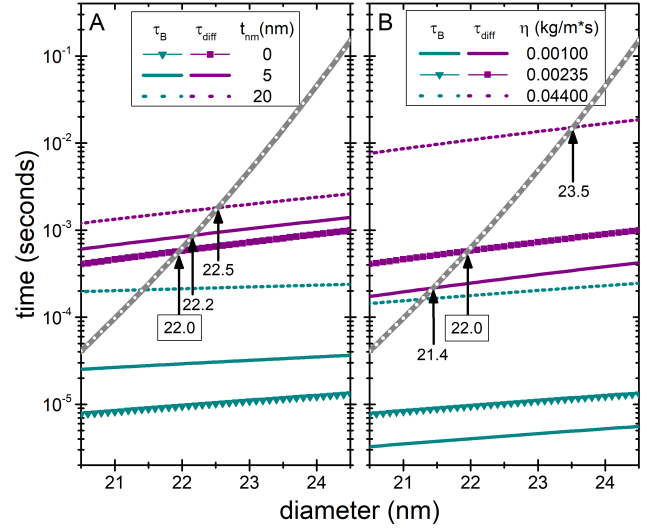 A
τB τdiff tnm(nm)
0
5
20
B
τB τdiff η (kg/m*s)
0.00100
0.00235
0.04400
time (seconds)
10-1
10-2
10-3
10-4
10-5
22.5
22.2
22.0
23.5
22.0
21.4
21 22 23 24
21 22 23 24
diameter (nm)